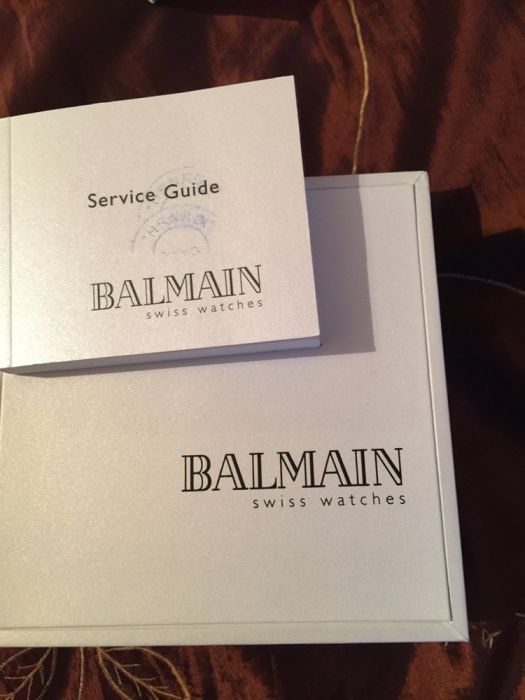 Service Guide
BALMAIN
swiss watches
BALMAIN
swiss watches